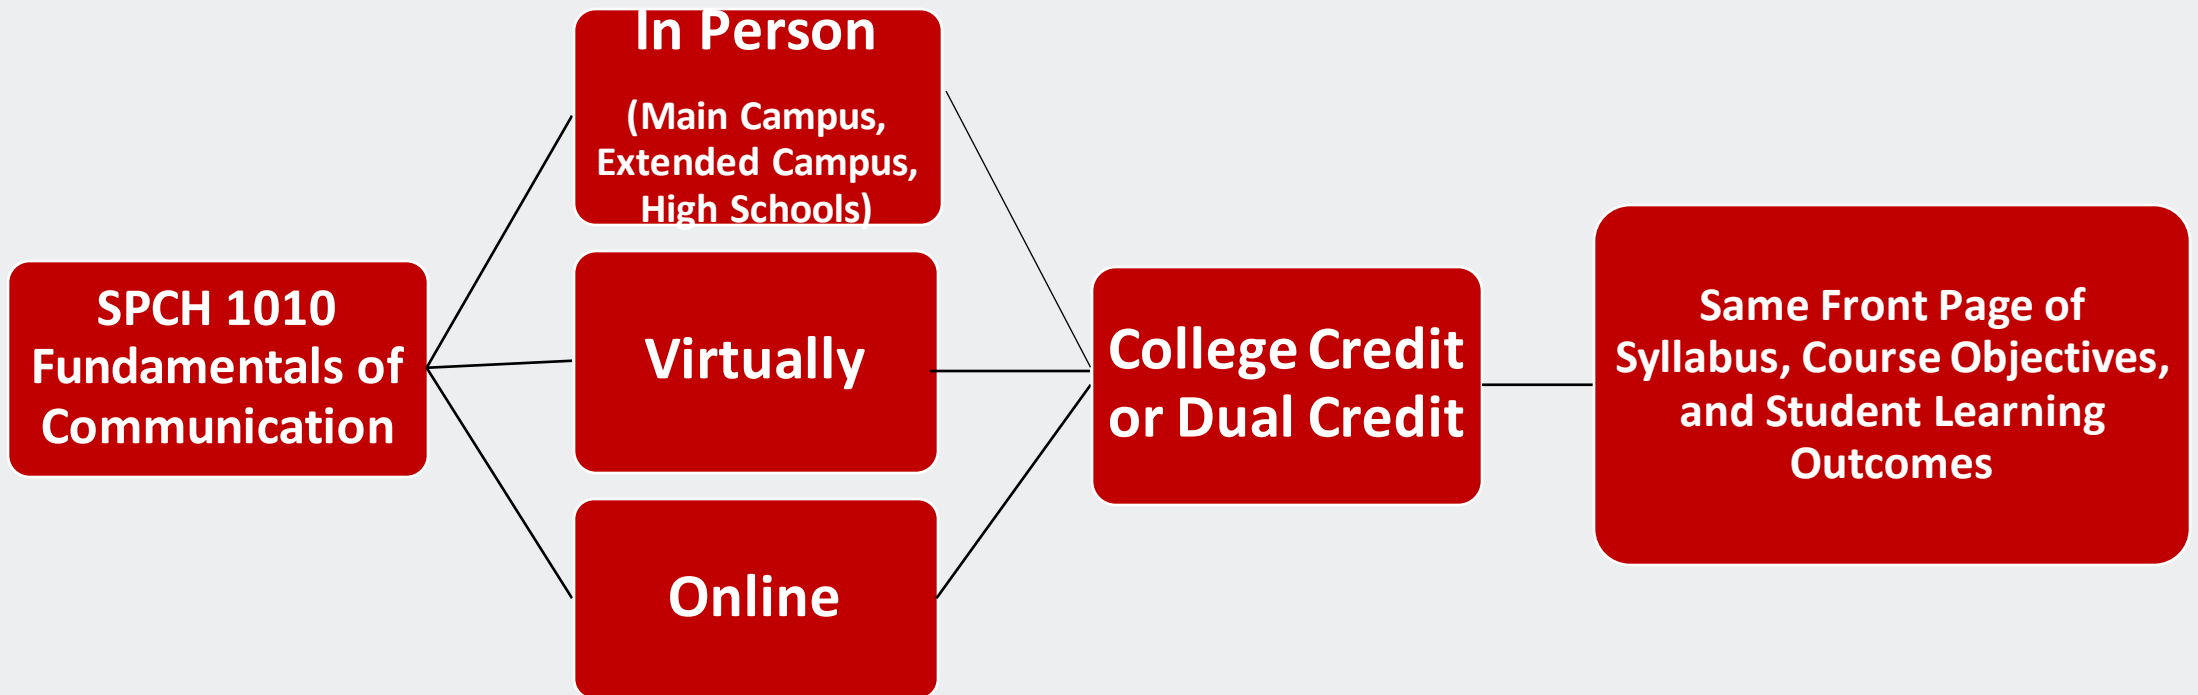 In Person
(Main Campus,
Extended Campus,
High Schools)
SPCH 1010
Fundamentals of
Communication
Virtually
Online
College Credit
or Dual Credit
Same Front Page of
Syllabus, Course Objectives,
and Student Learning
Outcomes